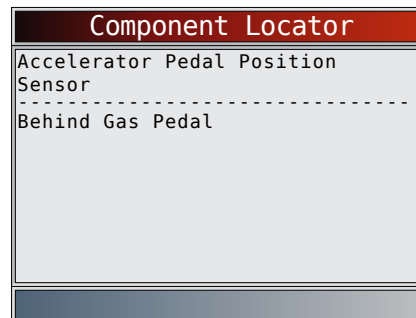 Component Locator
Accelerator Pedal Position
Sensor
--------------------------------
Behind Gas Pedal